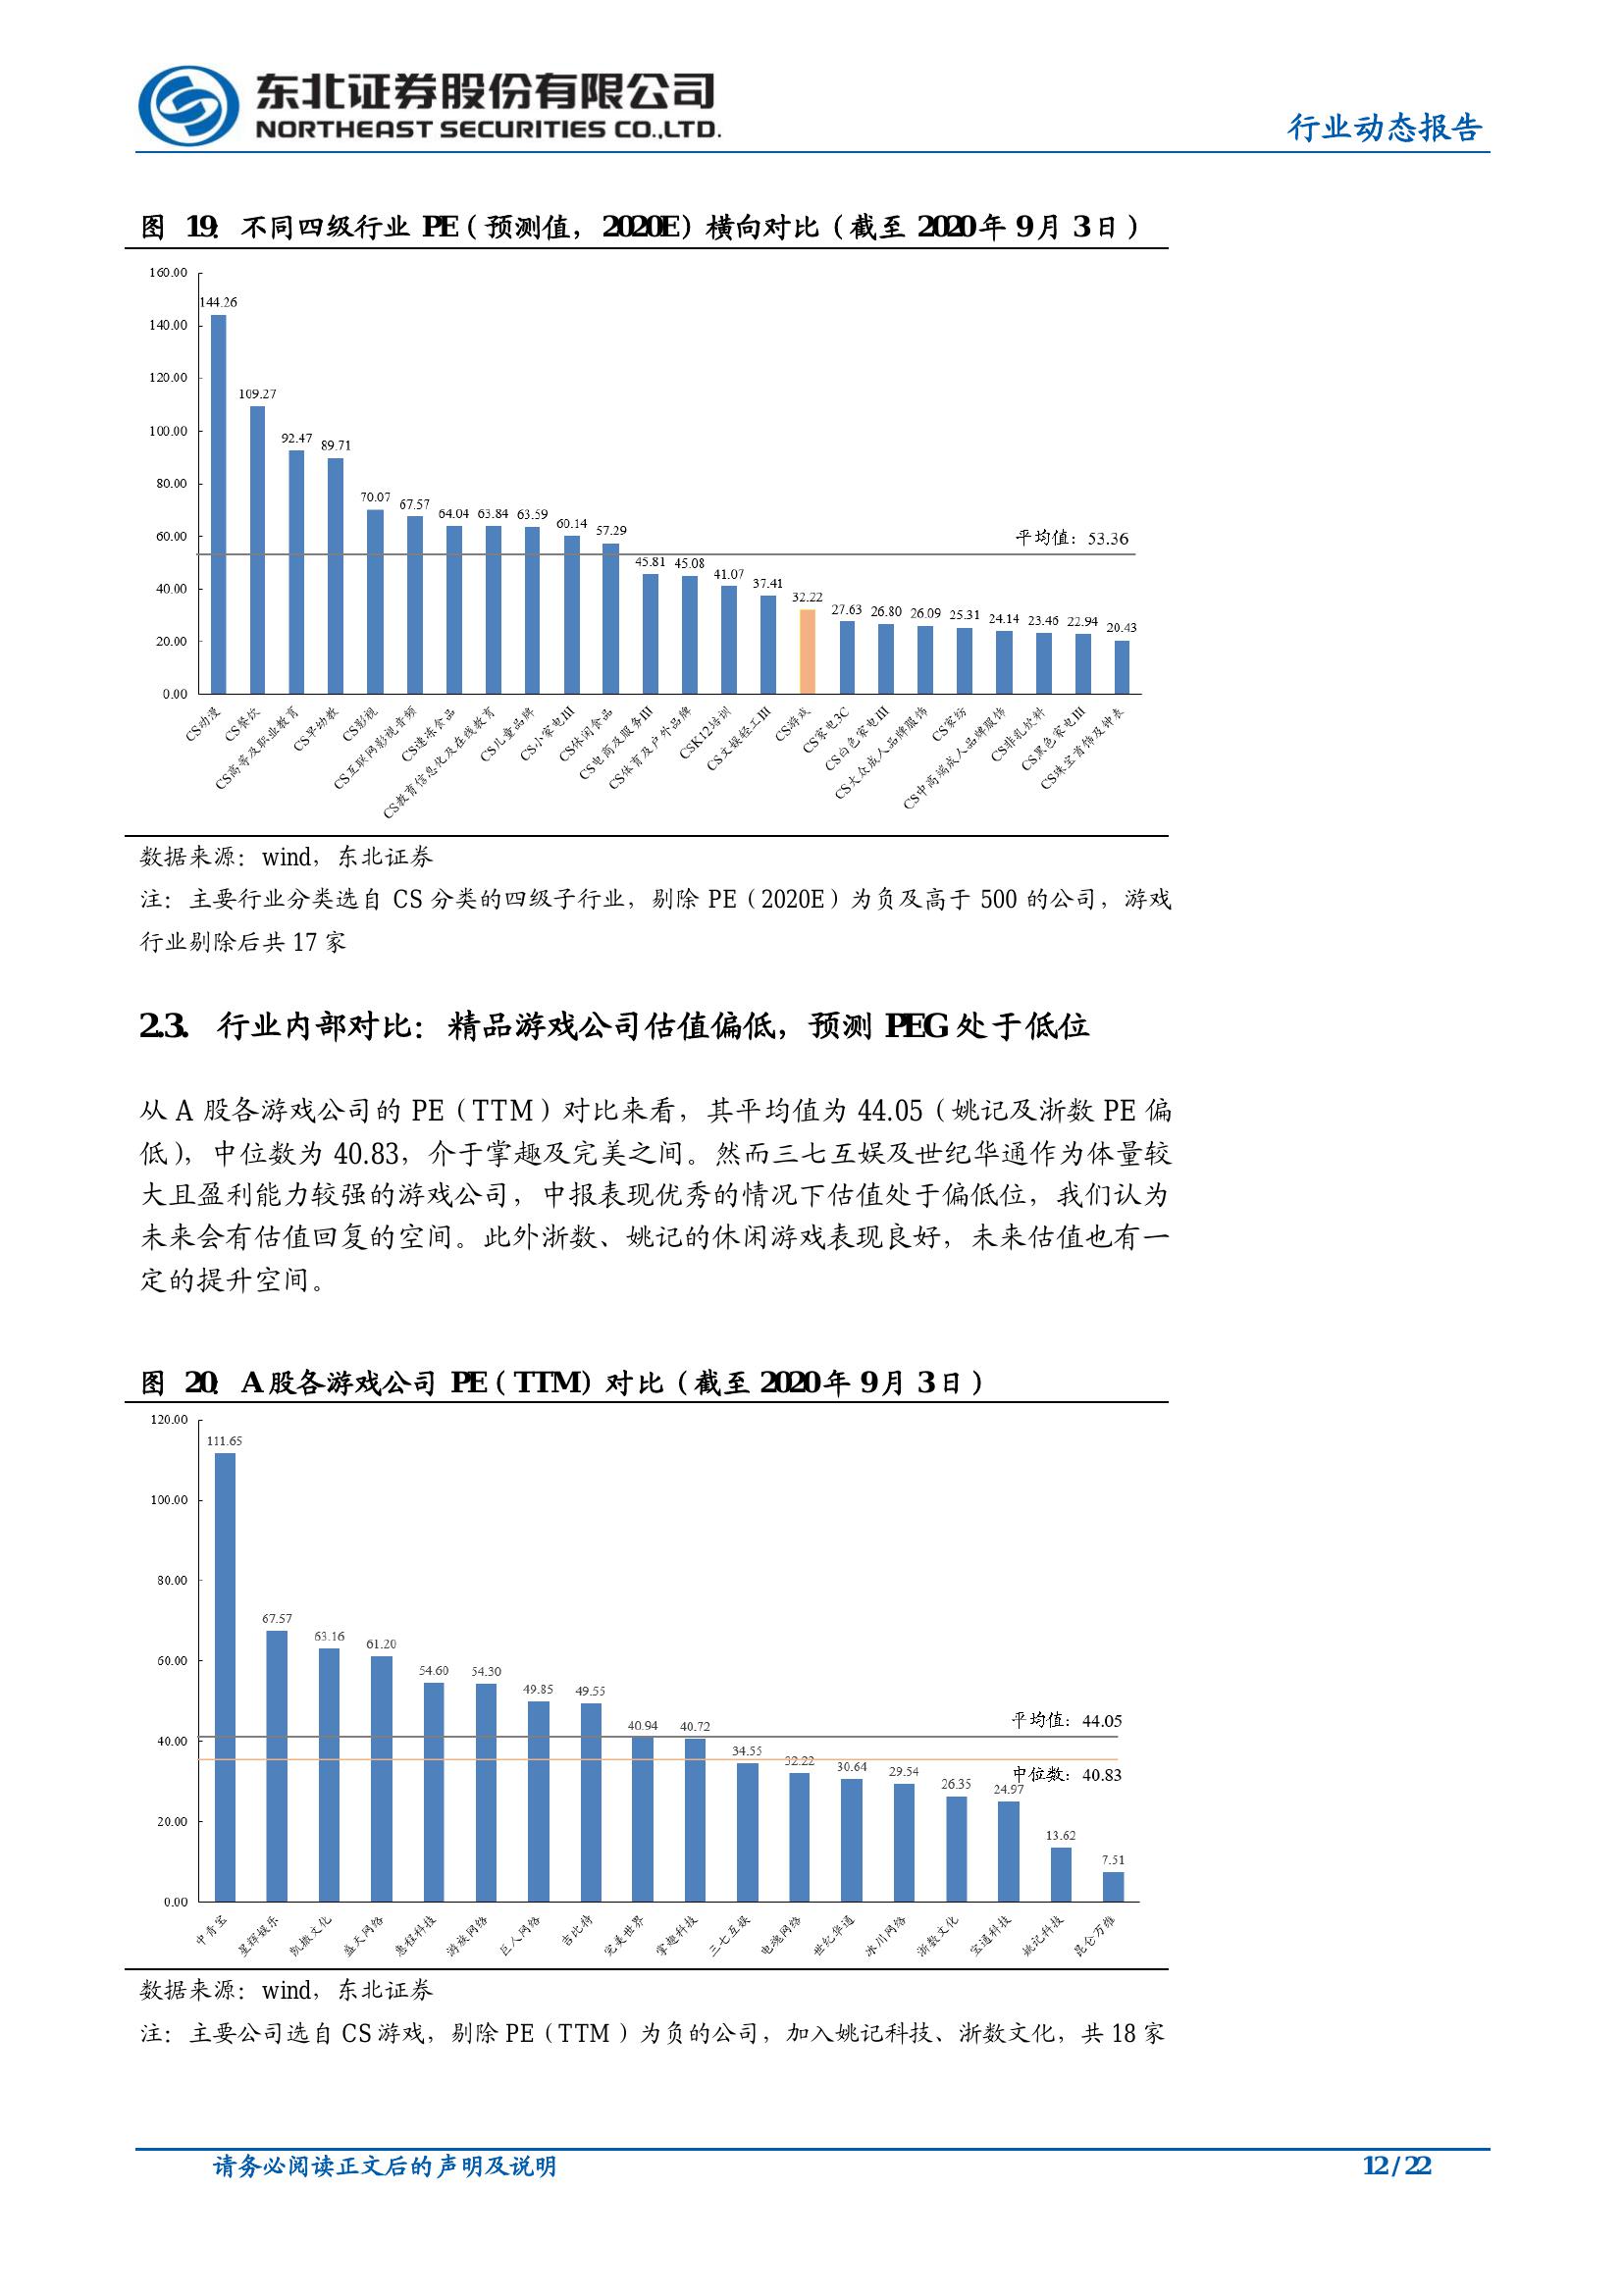 东北证券股份有限公司
NORTHEAST SECURITIES CO.,LTD.
行业动态报告
图 19：不同四级行业 PE（预测值，2020E）横向对比（截至 2020 年 9 月 3 日）
160.00
140.00
120.00
100.00
80.00
60.00
40.00
20.00
0.00
144.26
109.27
92.47
89.71
70.07
67.57
64.04
63.84
63.59
60.14
57.29
45.81
45.08
41.07
37.41
32.22
27.63
26.80
26.09
25.31
24.14
23.46
22.94
20.43
平均值：53.36
CS动漫
CS餐饮
CS高等及职业教育
CS早幼教
CS影视
CS互联网影视音频
CS速冻食品
CS教育信息化及在线教育
CS儿童品牌
CS小家电III
CS休闲食品
CS电商及服务III
CS体育及户外品牌
CSK12培训
CS文娱轻工III
CS游戏
CS家电3C
CS白色家电III
CS大众成人品牌服饰
CS家纺
CS中高端成人品牌服饰
CS非乳饮料
CS黑色家电III
CS珠宝首饰及钟表
数据来源：wind，东北证券
注：主要行业分类选自 CS 分类的四级子行业，剔除 PE（2020E）为负及高于 500 的公司，游戏
行业剔除后共 17 家
2.3. 行业内部对比：精品游戏公司估值偏低，预测 PEG 处于低位
从 A 股各游戏公司的 PE（TTM）对比来看，其平均值为 44.05（姚记及浙数 PE 偏
低），中位数为 40.83，介于掌趣及完美之间。然而三七互娱及世纪华通作为体量较
大且盈利能力较强的游戏公司，中报表现优秀的情况下估值处于偏低位，我们认为
未来会有估值回复的空间。此外浙数、姚记的休闲游戏表现良好，未来估值也有一
定的提升空间。
图 20：A 股各游戏公司 PE（TTM）对比（截至 2020 年 9 月 3 日）
120.00
100.00
80.00
60.00
40.00
20.00
0.00
111.65
67.57
63.16
61.20
54.60
54.30
49.85
49.55
40.94
40.72
34.55
32.22
30.64
29.54
26.35
24.97
13.62
7.51
平均值：44.05
中位数：40.83
中青宝
星辉娱乐
凯撒文化
盛天网络
惠程科技
游族网络
巨人网络
吉比特
完美世界
掌趣科技
三七互娱
电魂网络
世纪华通
冰川网络
浙数文化
宝通科技
姚记科技
昆仑万维
数据来源：wind，东北证券
注：主要公司选自 CS 游戏，剔除 PE（TTM）为负的公司，加入姚记科技、浙数文化，共 18 家
请务必阅读正文后的声明及说明
12 / 22